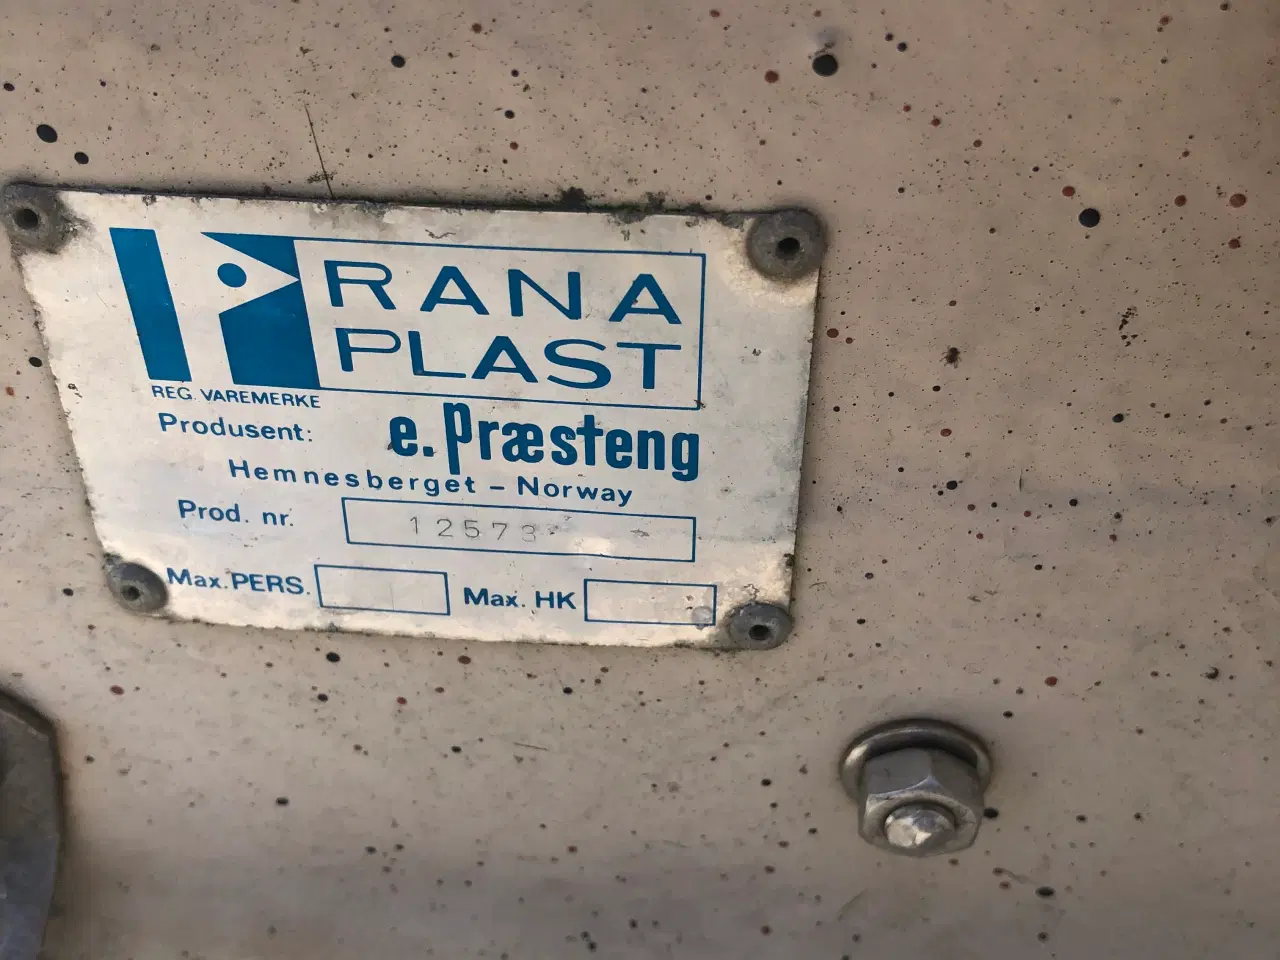 RANA
PLAST
REG. VAREMERKE
Produsent: e. Præsteng
Hemnesberget – Norway
Prod. nr. 12573
Max. PERS. Max. HK